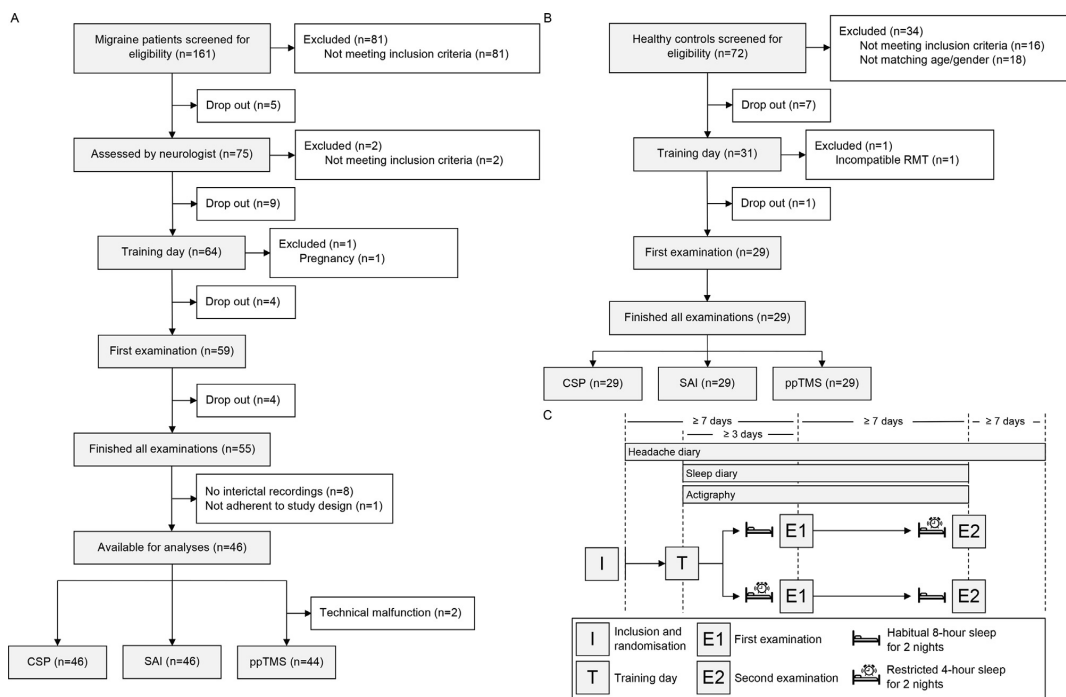 A
Migraine patients screened for
eligibility (n=161)
Excluded (n=81)
Not meeting inclusion criteria (n=81)
Drop out (n=5)
Assessed by neurologist (n=75)
Excluded (n=2)
Not meeting inclusion criteria (n=2)
Drop out (n=9)
Training day (n=64)
Excluded (n=1)
Pregnancy (n=1)
Drop out (n=4)
First examination (n=59)
Drop out (n=4)
Finished all examinations (n=55)
No interictal recordings (n=8)
Not adherent to study design (n=1)
Available for analyses (n=46)
Technical malfunction (n=2)
CSP (n=46)
SAI (n=46)
ppTMS (n=44)
B
Healthy controls screened for
eligibility (n=72)
Excluded (n=34)
Not meeting inclusion criteria (n=16)
Not matching age/gender (n=18)
Drop out (n=7)
Training day (n=31)
Excluded (n=1)
Incompatible RMT (n=1)
Drop out (n=1)
First examination (n=29)
Finished all examinations (n=29)
CSP (n=29)
SAI (n=29)
ppTMS (n=29)
C
≥ 7 days
≥ 7 days
≥ 7 days
≥ 3 days
Headache diary
Sleep diary
Actigraphy
E1
E2
I
T
E1
E2
I
Inclusion and
randomisation
E1
First examination
Habitual 8-hour sleep
for 2 nights
T
Training day
E2
Second examination
Restricted 4-hour sleep
for 2 nights